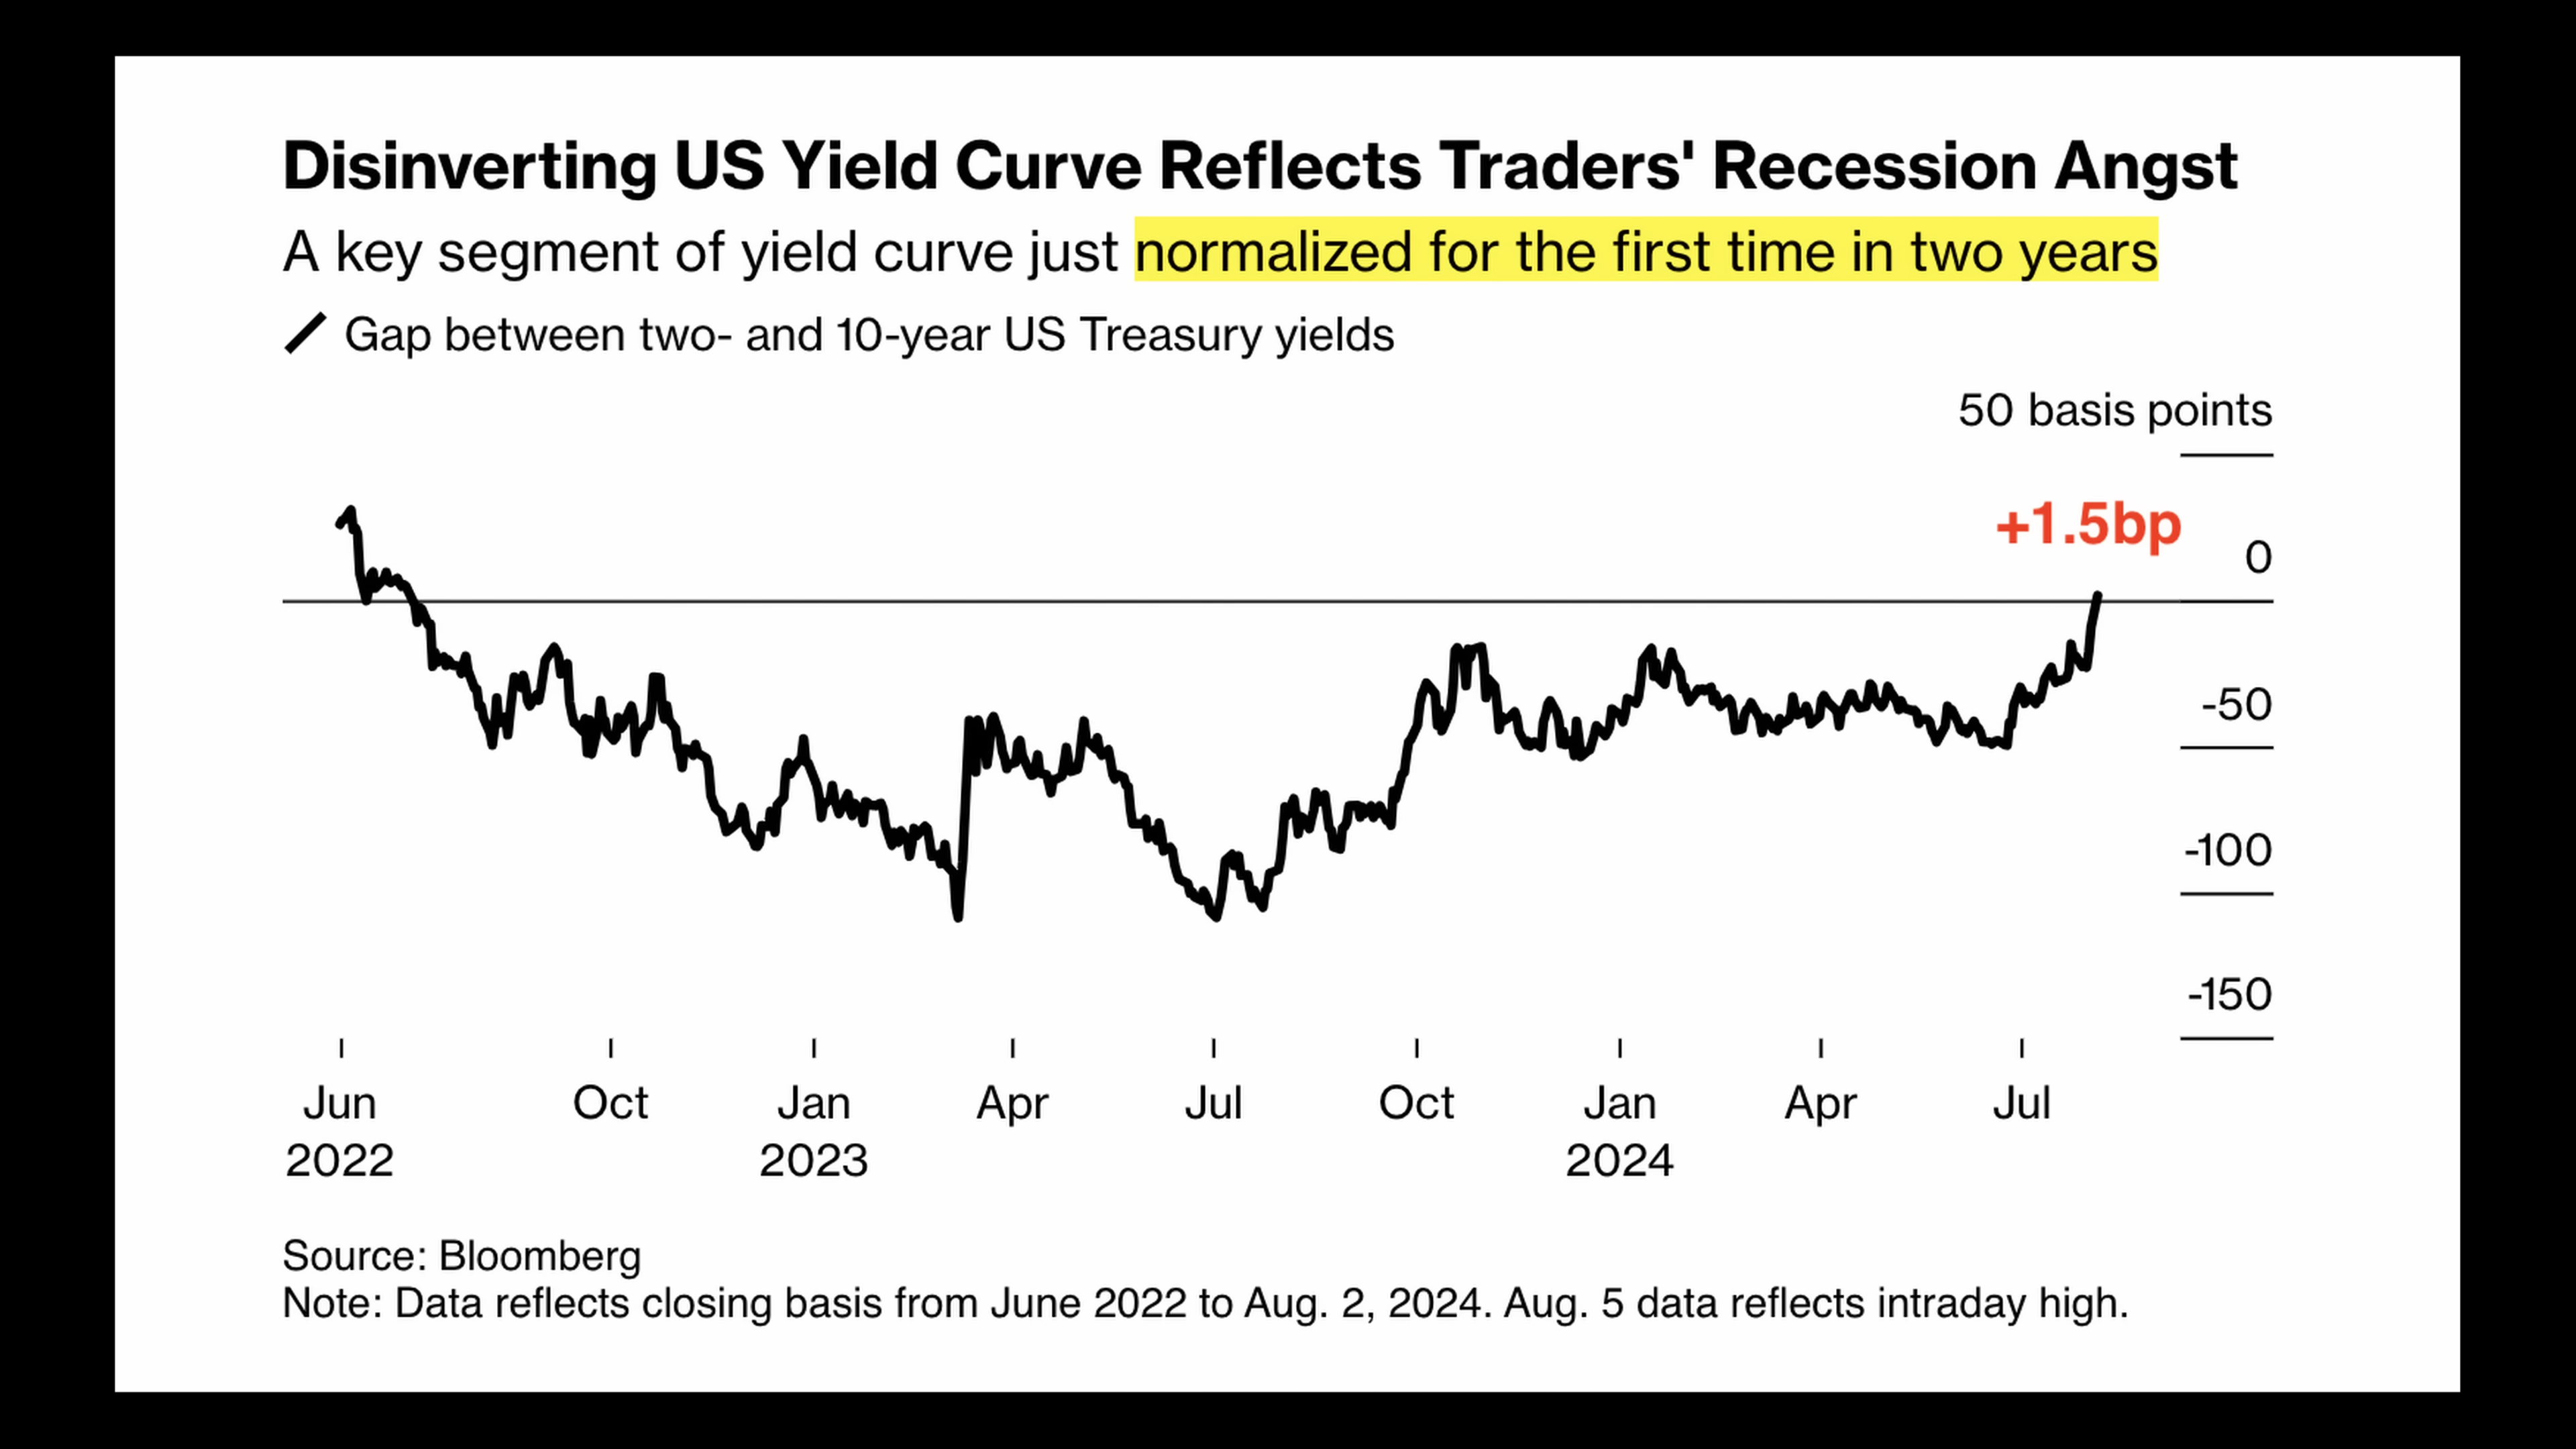 Disinverting US Yield Curve Reflects Traders' Recession Angst
A key segment of yield curve just normalized for the first time in two years
Gap between two- and 10-year US Treasury yields
50 basis points
+1.5bp
0
-50
-100
-150
Jun Oct Jan Apr Jul Oct Jan Apr Jul
2022 2023 2024
Source: Bloomberg
Note: Data reflects closing basis from June 2022 to Aug. 2, 2024. Aug. 5 data reflects intraday high.